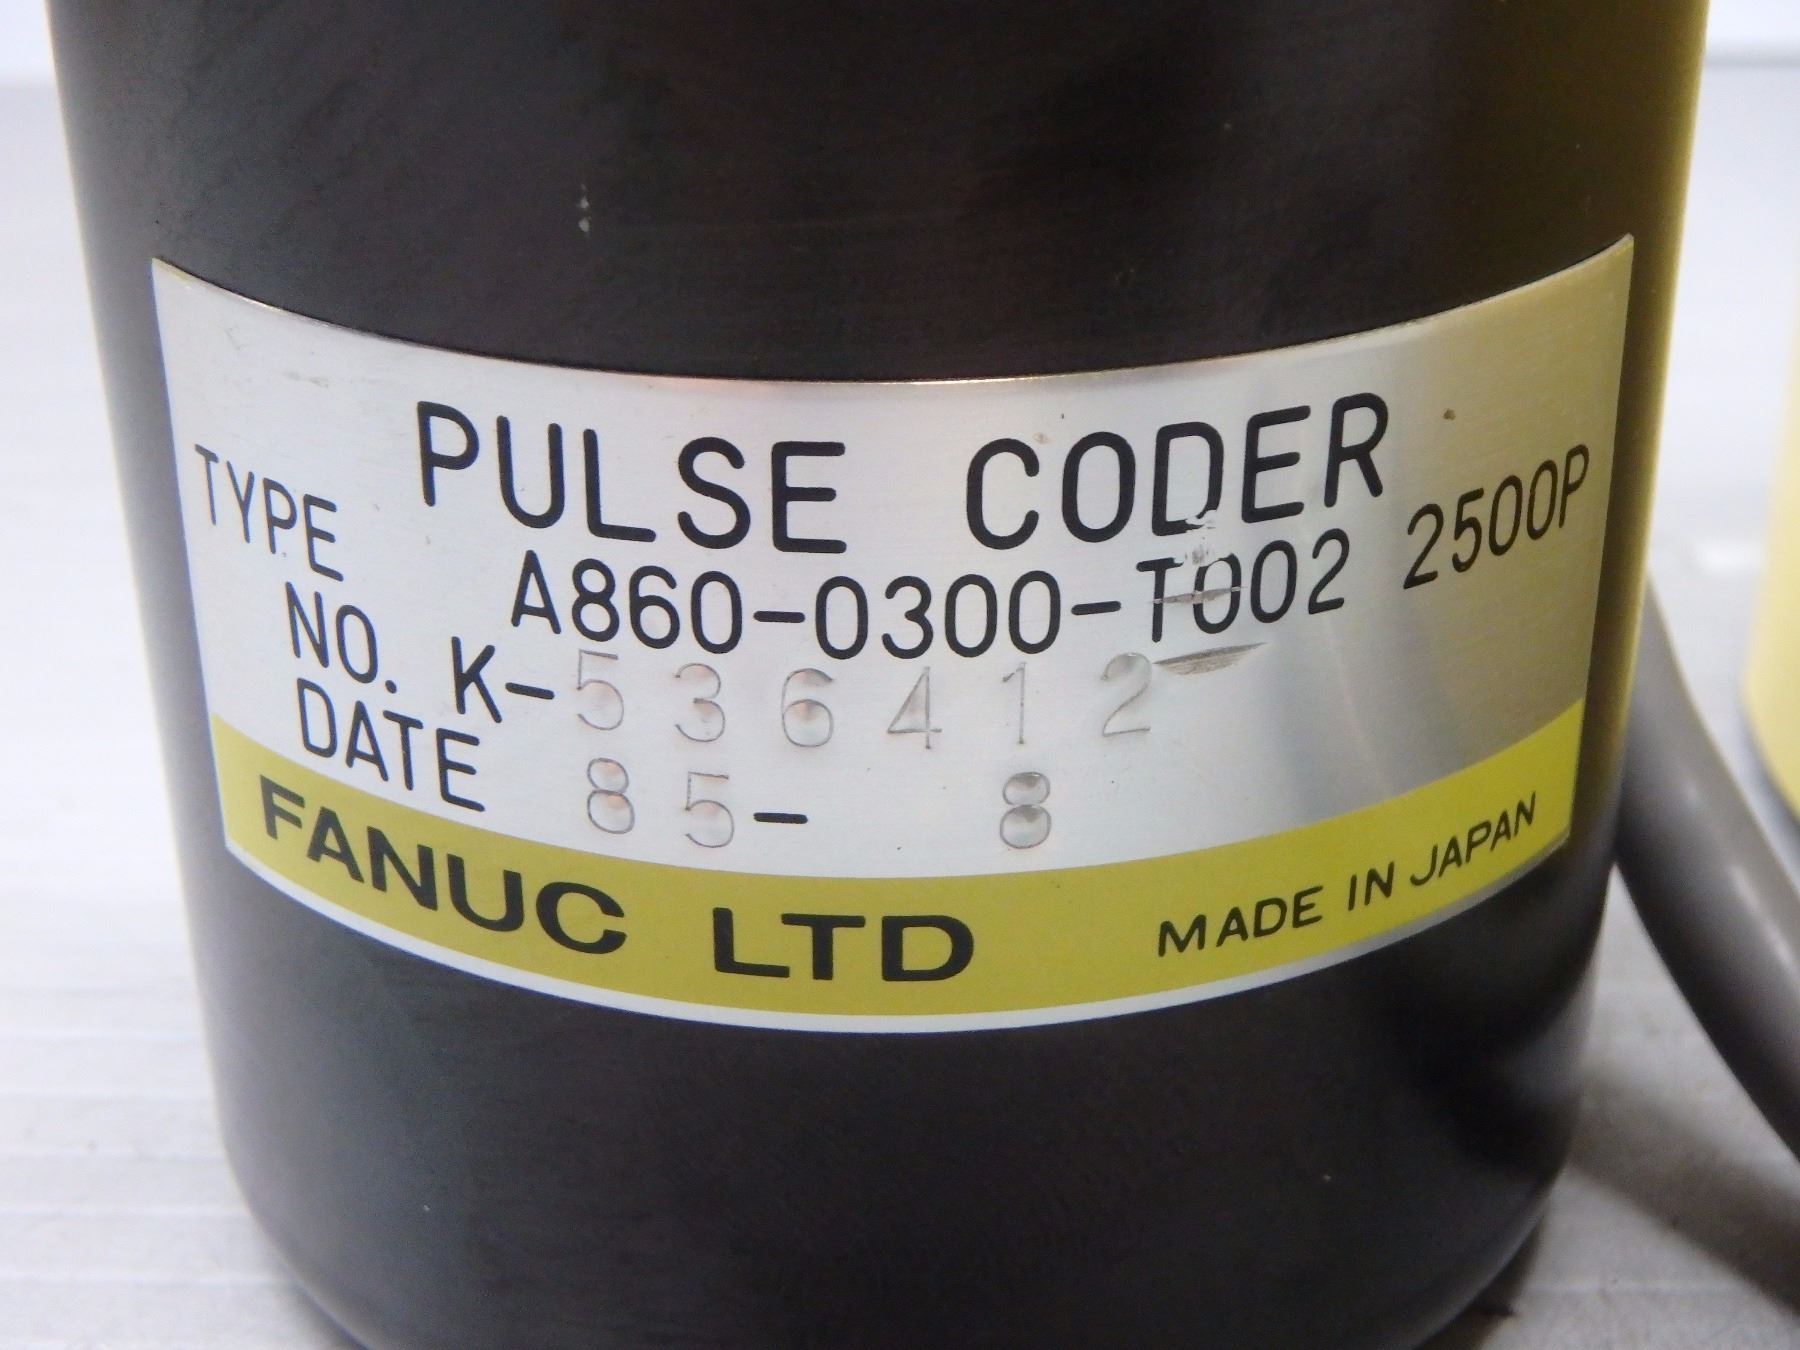 PULSE CODER
TYPE A860-0300-T002 2500P
NO. K-536412
DATE 85- 8
FANUC LTD MADE IN JAPAN